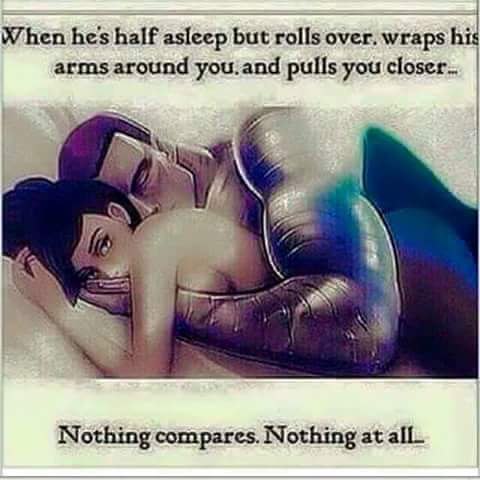 When he's half asleep but rolls over, wraps his
arms around you, and pulls you closer...
Nothing compares. Nothing at all...